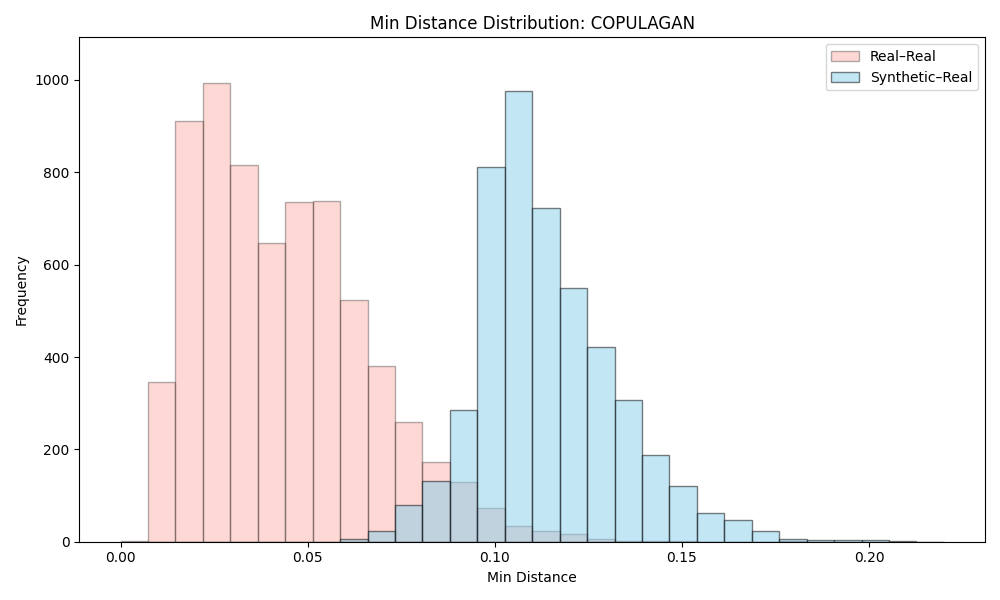 Min Distance Distribution: COPULAGAN
Real–Real
Synthetic–Real
Frequency
1000
800
600
400
200
0
0.00 0.05 0.10 0.15 0.20
Min Distance